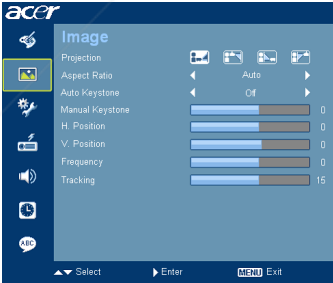 acer
Image
Projection
Aspect Ratio Auto
Auto Keystone Off
Manual Keystone 0
H. Position 0
V. Position 0
Frequency 0
Tracking 15
ABC
Select Enter MENU Exit